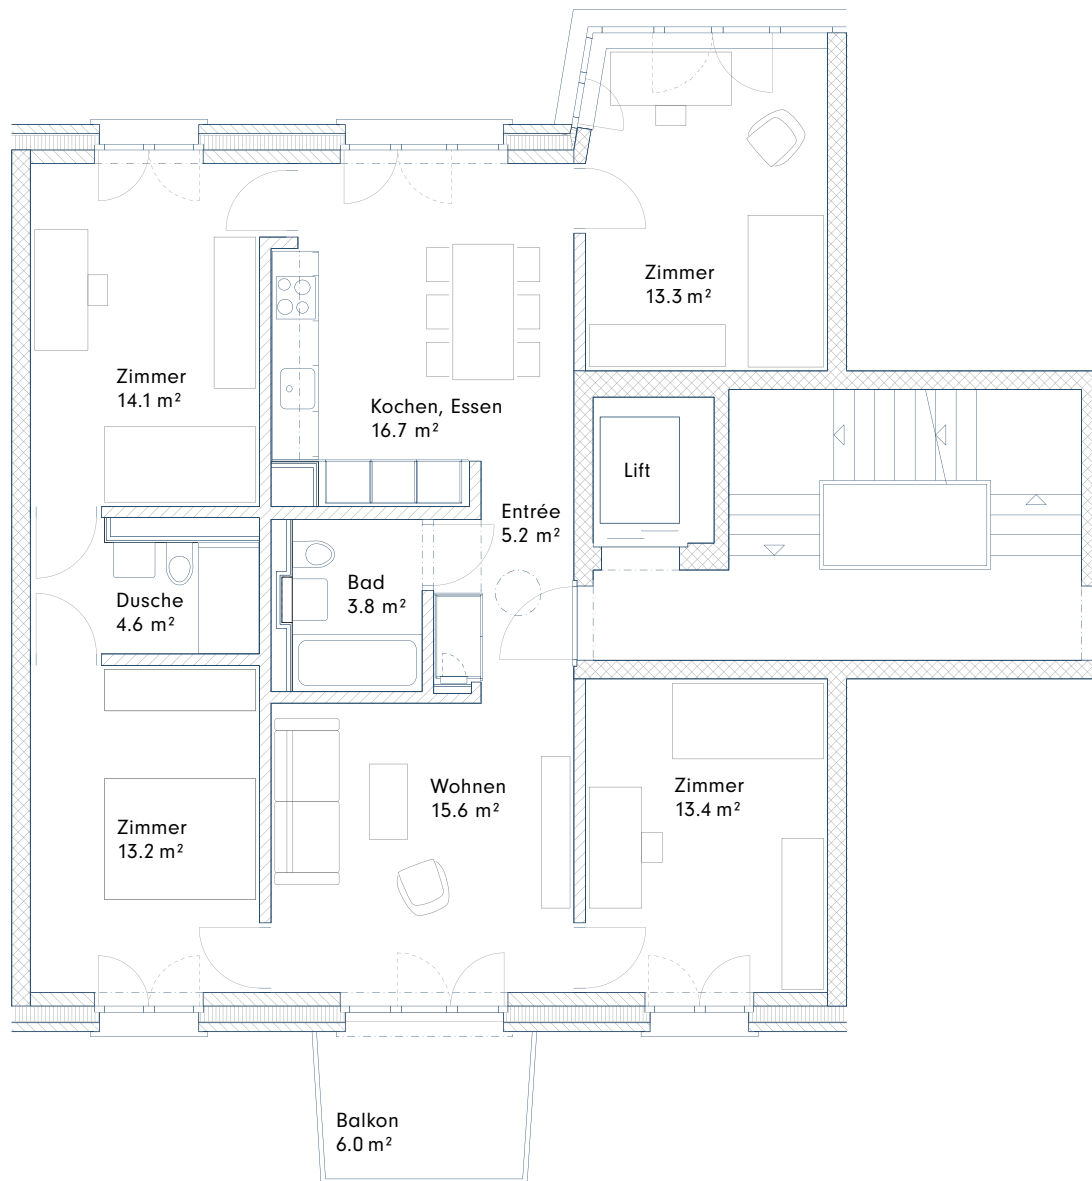 Zimmer
13.3 m²
Zimmer
14.1 m²
Kochen, Essen
16.7 m²
Lift
Entrée
5.2 m²
Bad
3.8 m²
Dusche
4.6 m²
Wohnen
15.6 m²
Zimmer
13.4 m²
Zimmer
13.2 m²
Balkon
6.0 m²